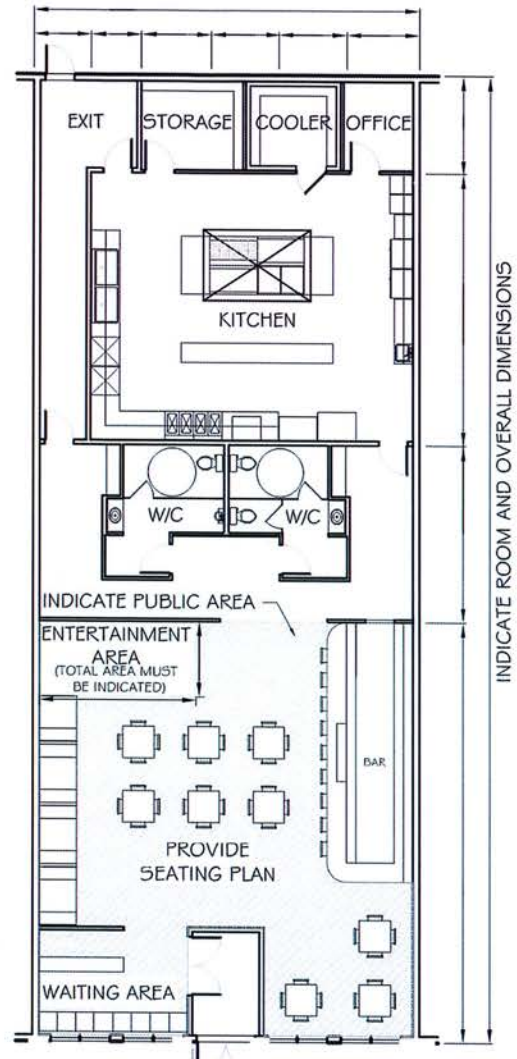 EXIT
STORAGE
COOLER
OFFICE
KITCHEN
W/C
W/C
INDICATE PUBLIC AREA
ENTERTAINMENT
AREA
(TOTAL AREA MUST
BE INDICATED)
BAR
PROVIDE
SEATING PLAN
WAITING AREA
INDICATE ROOM AND OVERALL DIMENSIONS